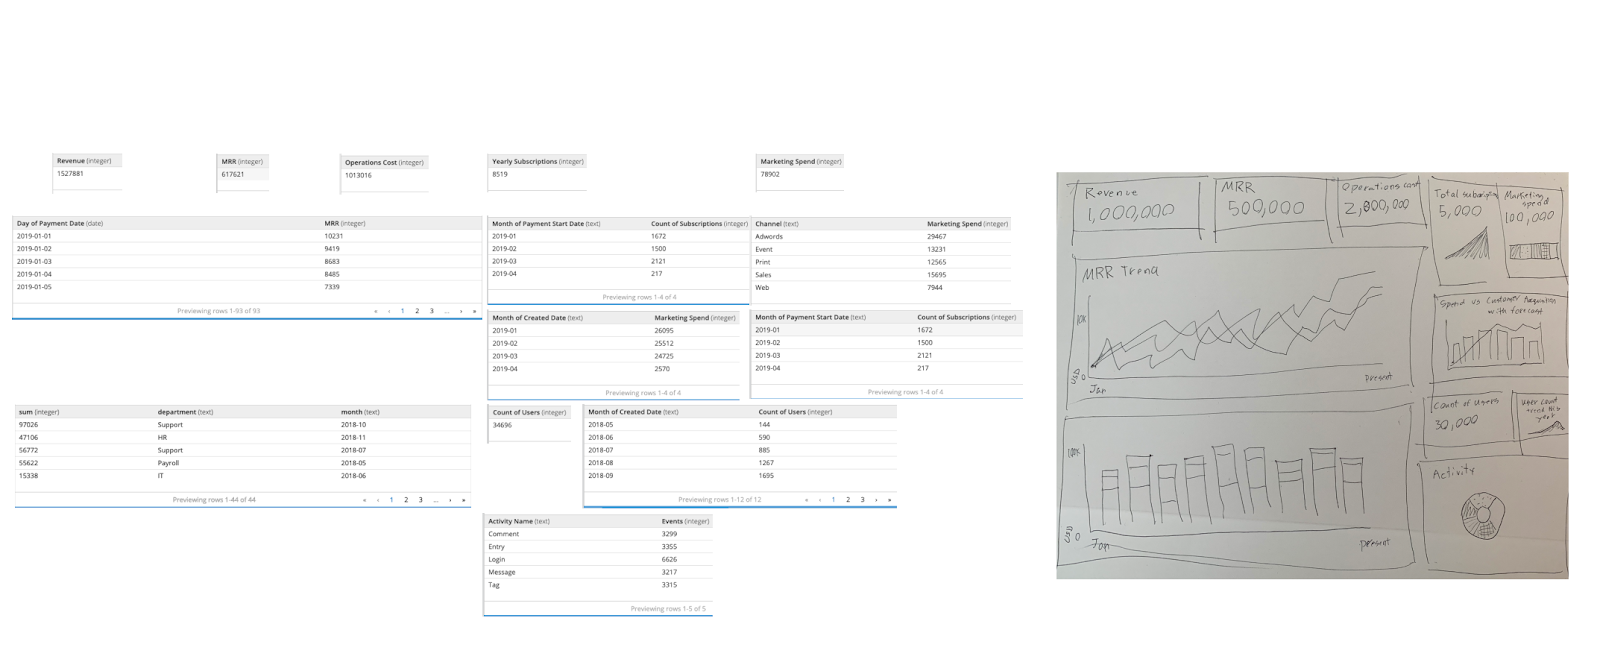 Revenue (integer)
1527881
MRR (integer)
617621
Operations Cost (integer)
1013016
Yearly Subscriptions (integer)
8519
Marketing Spend (integer)
78902
Day of Payment Date (date) MRR (integer)
2019-01-01 10231
2019-01-02 9419
2019-01-03 8683
2019-01-04 8485
2019-01-05 7339
Previewing rows 1-93 of 93 « ‹ 1 2 3 ... › »
Month of Payment Start Date (text) Count of Subscriptions (integer)
2019-01 1672
2019-02 1500
2019-03 2121
2019-04 217
Previewing rows 1-4 of 4
Channel (text) Marketing Spend (integer)
Adwords 29467
Event 13231
Print 12565
Sales 15695
Web 7944
Month of Created Date (text) Marketing Spend (integer)
2019-01 26095
2019-02 25512
2019-03 24725
2019-04 2570
Previewing rows 1-4 of 4
Month of Payment Start Date (text) Count of Subscriptions (integer)
2019-01 1672
2019-02 1500
2019-03 2121
2019-04 217
Previewing rows 1-4 of 4
sum (integer) department (text) month (text)
97026 Support 2018-10
47106 HR 2018-11
56772 Support 2018-07
55622 Payroll 2018-05
15338 IT 2018-06
Previewing rows 1-44 of 44 « ‹ 1 2 3 ... › »
Count of Users (integer)
34696
Month of Created Date (text) Count of Users (integer)
2018-05 144
2018-06 590
2018-07 885
2018-08 1267
2018-09 1695
Previewing rows 1-12 of 12 « ‹ 1 2 3 › »
Activity Name (text) Events (integer)
Comment 3299
Entry 3355
Login 6626
Message 3217
Tag 3315
Previewing rows 1-5 of 5
Revenue
1,000,000
MRR
500,000
Operations cost
2,800,000
Total
5,000
Marketing
spend
100,000
MRR Trend
10K
USD 0
Jan present
Spend vs Customer Acquisition
with forecast
Count of users
30,000
User count
trend this
year
100K
USD 0
Jan present
Activity